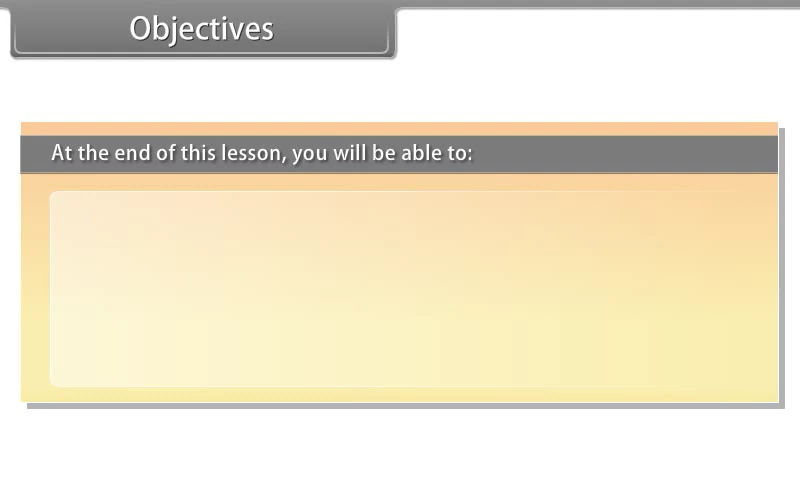 Objectives
At the end of this lesson, you will be able to: